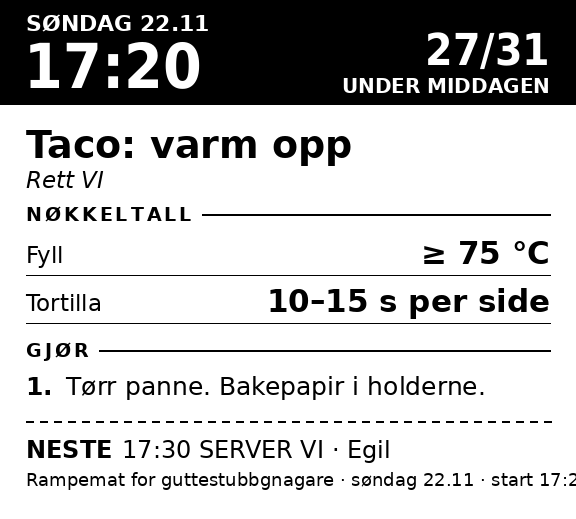 SØNDAG 22.11
17:20
27/31
UNDER MIDDAGEN
Taco: varm opp
Rett VI
NØKKELTALL
Fyll ≥ 75 °C
Tortilla 10–15 s per side
GJØR
1. Tørr panne. Bakepapir i holderne.
NESTE 17:30 SERVER VI · Egil
Rampemat for guttestubbgnagare · søndag 22.11 · start